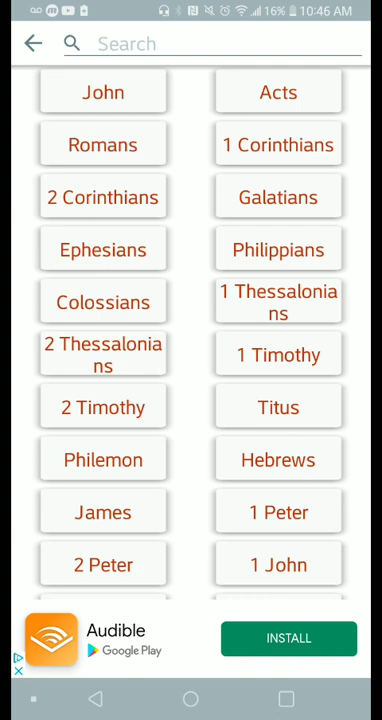 16% 10:46 AM
Search
John
Acts
Romans
1 Corinthians
2 Corinthians
Galatians
Ephesians
Philippians
Colossians
1 Thessalonia
ns
2 Thessalonia
ns
1 Timothy
2 Timothy
Titus
Philemon
Hebrews
James
1 Peter
2 Peter
1 John
Audible
Google Play
INSTALL